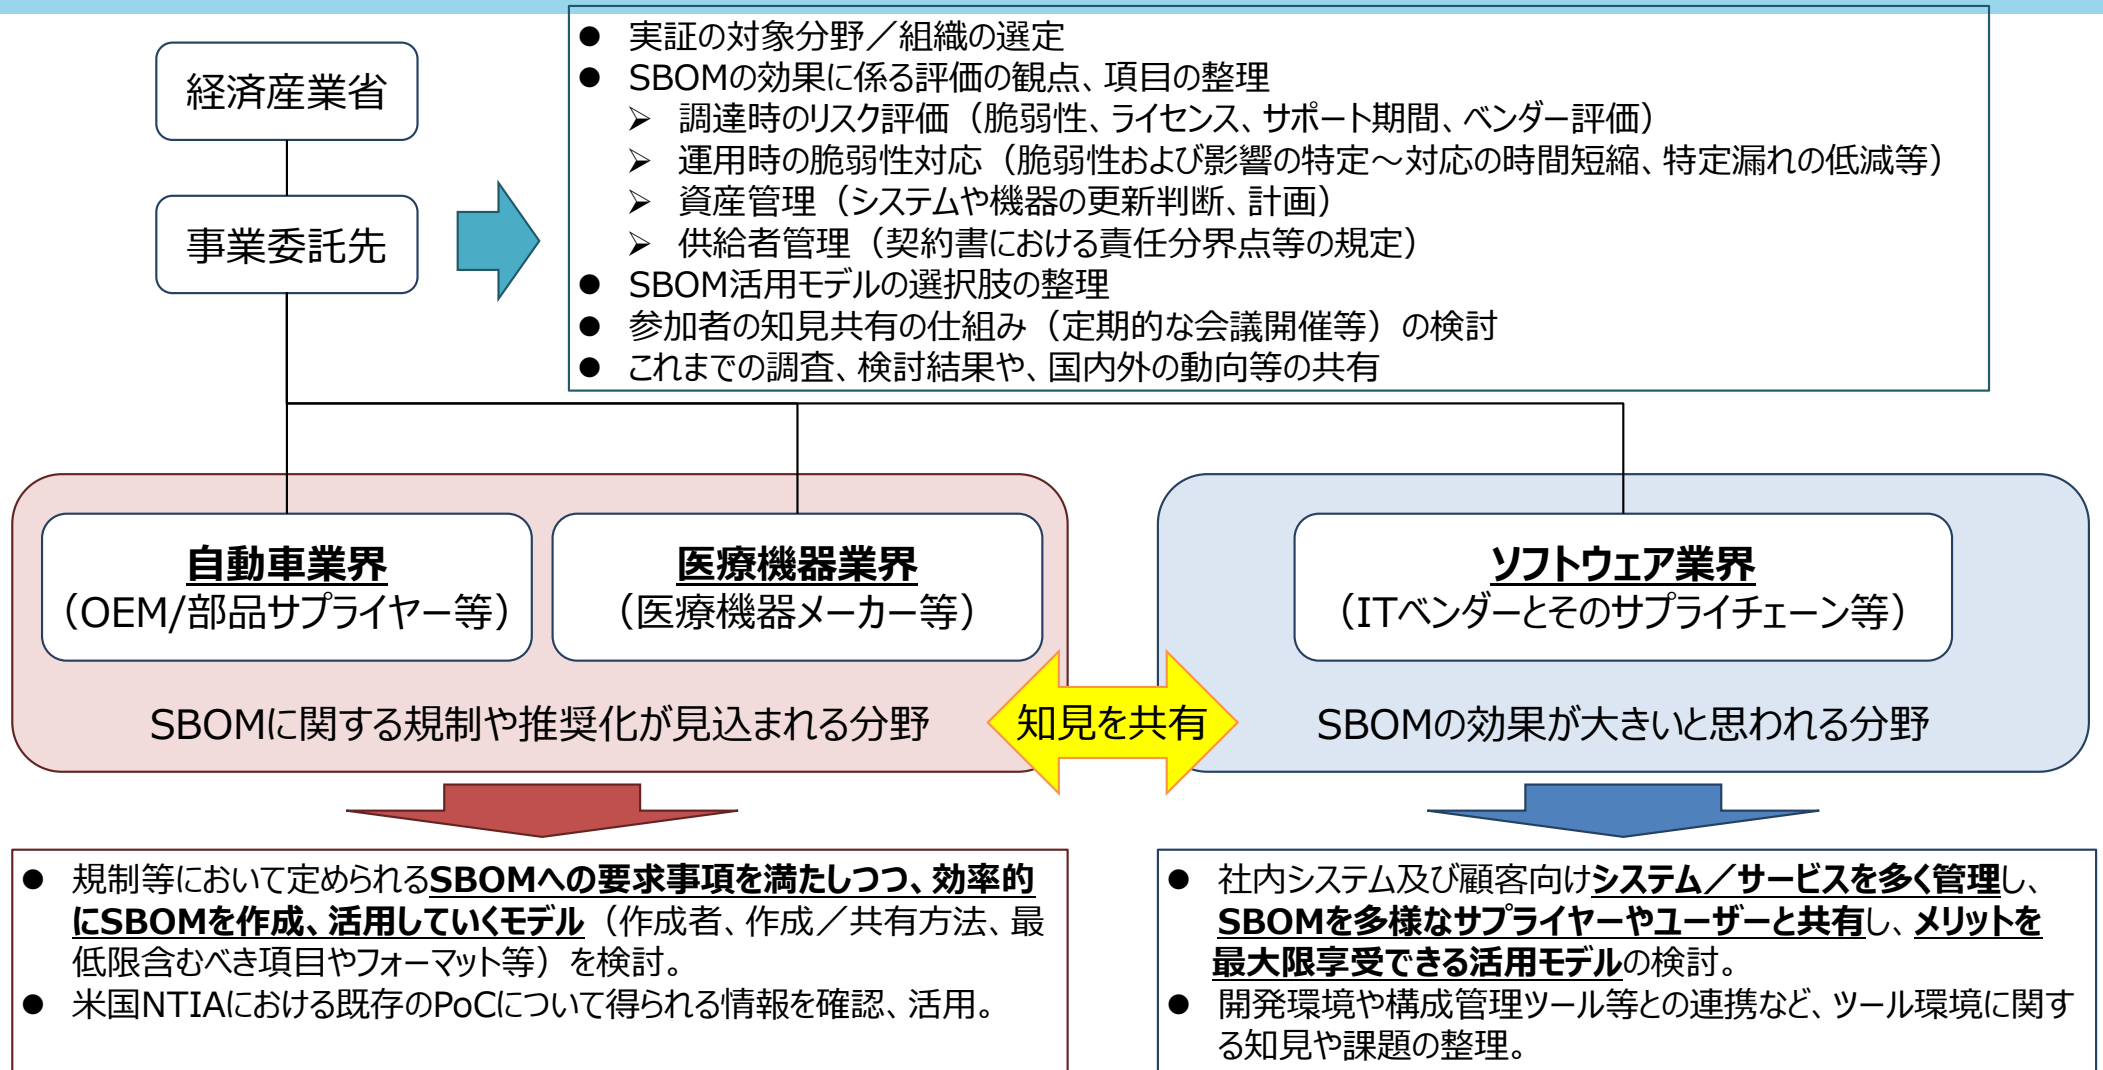 経済産業省
事業委託先
● 実証の対象分野／組織の選定
● SBOMの効果に係る評価の観点、項目の整理
➢ 調達時のリスク評価（脆弱性、ライセンス、サポート期間、ベンダー評価）
➢ 運用時の脆弱性対応（脆弱性および影響の特定～対応の時間短縮、特定漏れの低減等）
➢ 資産管理（システムや機器の更新判断、計画）
➢ 供給者管理（契約書における責任分界点等の規定）
● SBOM活用モデルの選択肢の整理
● 参加者の知見共有の仕組み（定期的な会議開催等）の検討
● これまでの調査、検討結果や、国内外の動向等の共有
自動車業界
（OEM/部品サプライヤー等）
医療機器業界
（医療機器メーカー等）
SBOMに関する規制や推奨化が見込まれる分野
知見を共有
ソフトウェア業界
（ITベンダーとそのサプライチェーン等）
SBOMの効果が大きいと思われる分野
● 規制等において定められるSBOMへの要求事項を満たしつつ、効率的
にSBOMを作成、活用していくモデル（作成者、作成／共有方法、最
低限含むべき項目やフォーマット等）を検討。
● 米国NTIAにおける既存のPoCについて得られる情報を確認、活用。
● 社内システム及び顧客向けシステム／サービスを多く管理し、
SBOMを多様なサプライヤーやユーザーと共有し、メリットを
最大限享受できる活用モデルの検討。
● 開発環境や構成管理ツール等との連携など、ツール環境に関す
る知見や課題の整理。